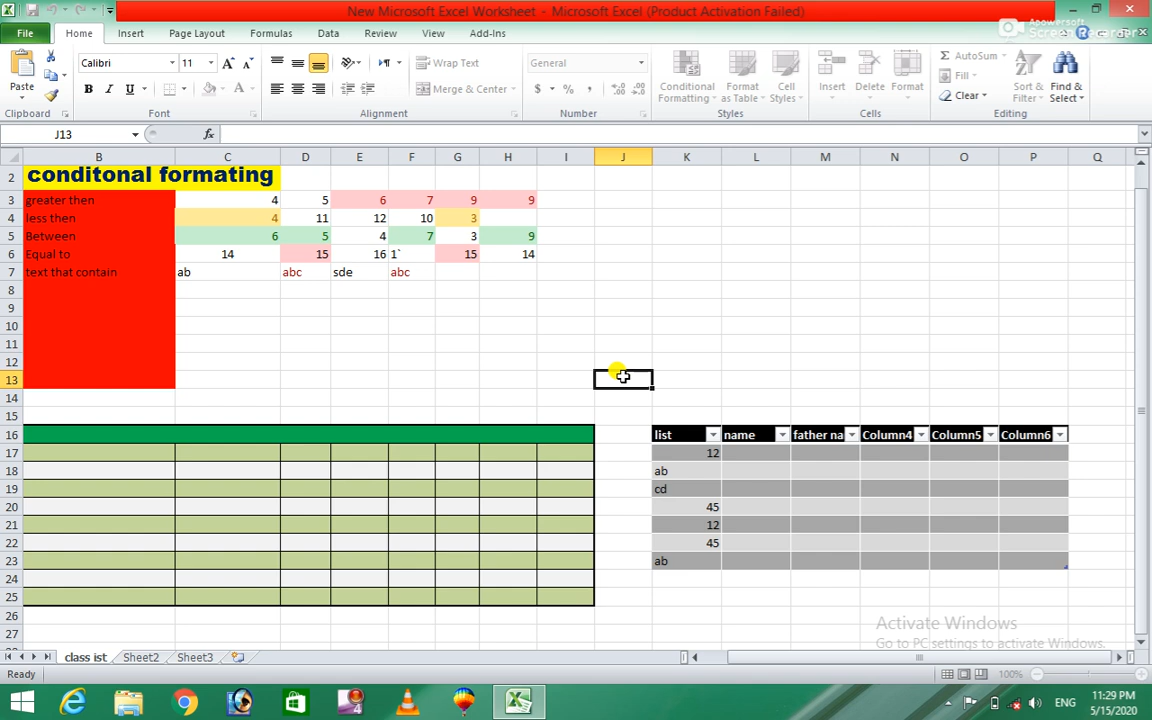 New Microsoft Excel Worksheet - Microsoft Excel (Product Activation Failed)
Apowersoft
Screen Recorder
File Home Insert Page Layout Formulas Data Review View Add-Ins
Calibri 11 A A Wrap Text General AutoSum
Paste B I U A Merge & Center $ % , Conditional Formatting Format as Table Cell Styles Insert Delete Format Fill Clear Sort & Filter Find & Select
Clipboard Font Alignment Number Styles Cells Editing
J13 fx
B C D E F G H I J K L M N O P Q
2 conditonal formating
3 greater then 4 5 6 7 9 9
4 less then 4 11 12 10 3
5 Between 6 5 4 7 3 9
6 Equal to 14 15 16 1` 15 14
7 text that contain ab abc sde abc
8
9
10
11
12
13
14
15
16 list name father na Column4 Column5 Column6
17 12
18 ab
19 cd
20 45
21 12
22 45
23 ab
24
25
26
27
Activate Windows
Go to PC settings to activate Windows.
class ist Sheet2 Sheet3
Ready 100%
ENG 11:29 PM
5/15/2020